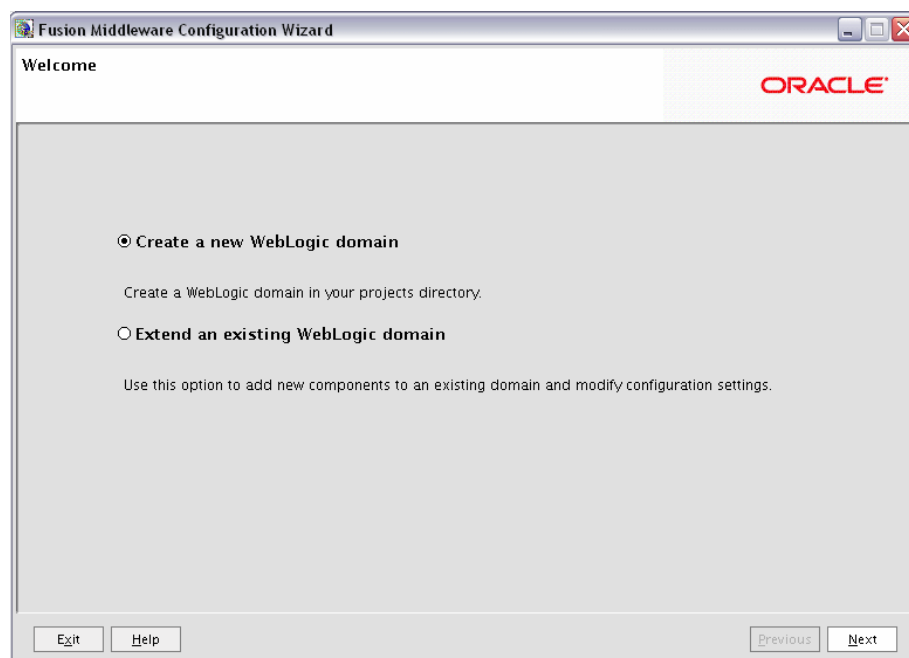 Fusion Middleware Configuration Wizard
Welcome
ORACLE
Create a new WebLogic domain
Create a WebLogic domain in your projects directory.
Extend an existing WebLogic domain
Use this option to add new components to an existing domain and modify configuration settings.
Exit Help Previous Next